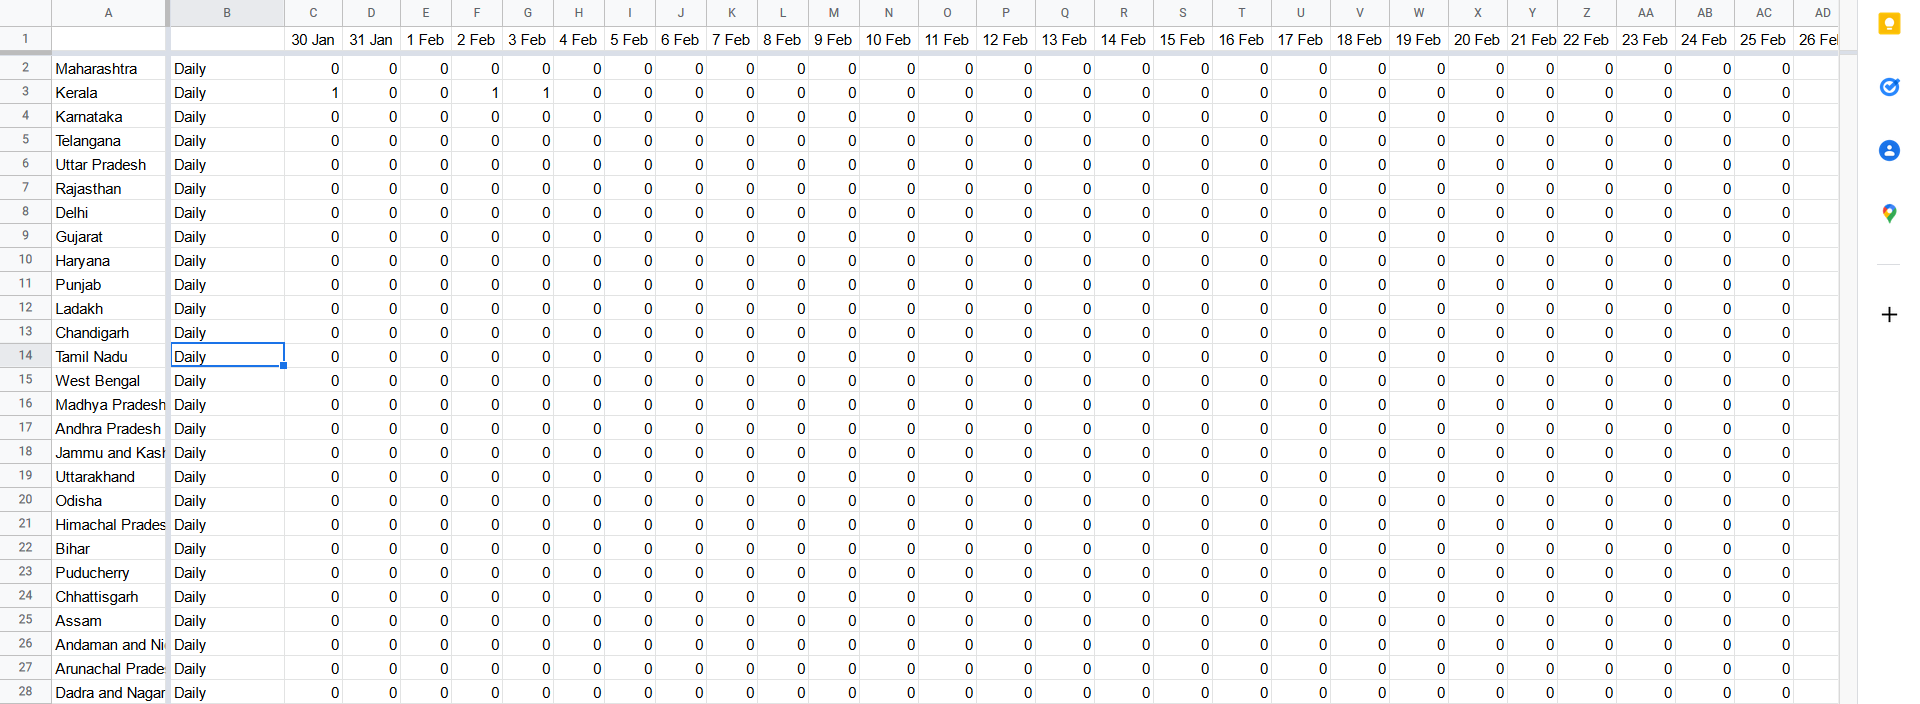 A B C D E F G H I J K L M N O P Q R S T U V W X Y Z AA AB AC AD
1 30 Jan 31 Jan 1 Feb 2 Feb 3 Feb 4 Feb 5 Feb 6 Feb 7 Feb 8 Feb 9 Feb 10 Feb 11 Feb 12 Feb 13 Feb 14 Feb 15 Feb 16 Feb 17 Feb 18 Feb 19 Feb 20 Feb 21 Feb 22 Feb 23 Feb 24 Feb 25 Feb 26 Fe
2 Maharashtra Daily 0 0 0 0 0 0 0 0 0 0 0 0 0 0 0 0 0 0 0 0 0 0 0 0 0 0 0
3 Kerala Daily 1 0 0 1 1 0 0 0 0 0 0 0 0 0 0 0 0 0 0 0 0 0 0 0 0 0 0
4 Karnataka Daily 0 0 0 0 0 0 0 0 0 0 0 0 0 0 0 0 0 0 0 0 0 0 0 0 0 0 0
5 Telangana Daily 0 0 0 0 0 0 0 0 0 0 0 0 0 0 0 0 0 0 0 0 0 0 0 0 0 0 0
6 Uttar Pradesh Daily 0 0 0 0 0 0 0 0 0 0 0 0 0 0 0 0 0 0 0 0 0 0 0 0 0 0 0
7 Rajasthan Daily 0 0 0 0 0 0 0 0 0 0 0 0 0 0 0 0 0 0 0 0 0 0 0 0 0 0 0
8 Delhi Daily 0 0 0 0 0 0 0 0 0 0 0 0 0 0 0 0 0 0 0 0 0 0 0 0 0 0 0
9 Gujarat Daily 0 0 0 0 0 0 0 0 0 0 0 0 0 0 0 0 0 0 0 0 0 0 0 0 0 0 0
10 Haryana Daily 0 0 0 0 0 0 0 0 0 0 0 0 0 0 0 0 0 0 0 0 0 0 0 0 0 0 0
11 Punjab Daily 0 0 0 0 0 0 0 0 0 0 0 0 0 0 0 0 0 0 0 0 0 0 0 0 0 0 0
12 Ladakh Daily 0 0 0 0 0 0 0 0 0 0 0 0 0 0 0 0 0 0 0 0 0 0 0 0 0 0 0
13 Chandigarh Daily 0 0 0 0 0 0 0 0 0 0 0 0 0 0 0 0 0 0 0 0 0 0 0 0 0 0 0
14 Tamil Nadu Daily 0 0 0 0 0 0 0 0 0 0 0 0 0 0 0 0 0 0 0 0 0 0 0 0 0 0 0
15 West Bengal Daily 0 0 0 0 0 0 0 0 0 0 0 0 0 0 0 0 0 0 0 0 0 0 0 0 0 0 0
16 Madhya Pradesh Daily 0 0 0 0 0 0 0 0 0 0 0 0 0 0 0 0 0 0 0 0 0 0 0 0 0 0 0
17 Andhra Pradesh Daily 0 0 0 0 0 0 0 0 0 0 0 0 0 0 0 0 0 0 0 0 0 0 0 0 0 0 0
18 Jammu and Kash Daily 0 0 0 0 0 0 0 0 0 0 0 0 0 0 0 0 0 0 0 0 0 0 0 0 0 0 0
19 Uttarakhand Daily 0 0 0 0 0 0 0 0 0 0 0 0 0 0 0 0 0 0 0 0 0 0 0 0 0 0 0
20 Odisha Daily 0 0 0 0 0 0 0 0 0 0 0 0 0 0 0 0 0 0 0 0 0 0 0 0 0 0 0
21 Himachal Prades Daily 0 0 0 0 0 0 0 0 0 0 0 0 0 0 0 0 0 0 0 0 0 0 0 0 0 0 0
22 Bihar Daily 0 0 0 0 0 0 0 0 0 0 0 0 0 0 0 0 0 0 0 0 0 0 0 0 0 0 0
23 Puducherry Daily 0 0 0 0 0 0 0 0 0 0 0 0 0 0 0 0 0 0 0 0 0 0 0 0 0 0 0
24 Chhattisgarh Daily 0 0 0 0 0 0 0 0 0 0 0 0 0 0 0 0 0 0 0 0 0 0 0 0 0 0 0
25 Assam Daily 0 0 0 0 0 0 0 0 0 0 0 0 0 0 0 0 0 0 0 0 0 0 0 0 0 0 0
26 Andaman and Ni Daily 0 0 0 0 0 0 0 0 0 0 0 0 0 0 0 0 0 0 0 0 0 0 0 0 0 0 0
27 Arunachal Prade Daily 0 0 0 0 0 0 0 0 0 0 0 0 0 0 0 0 0 0 0 0 0 0 0 0 0 0 0
28 Dadra and Nagar Daily 0 0 0 0 0 0 0 0 0 0 0 0 0 0 0 0 0 0 0 0 0 0 0 0 0 0 0